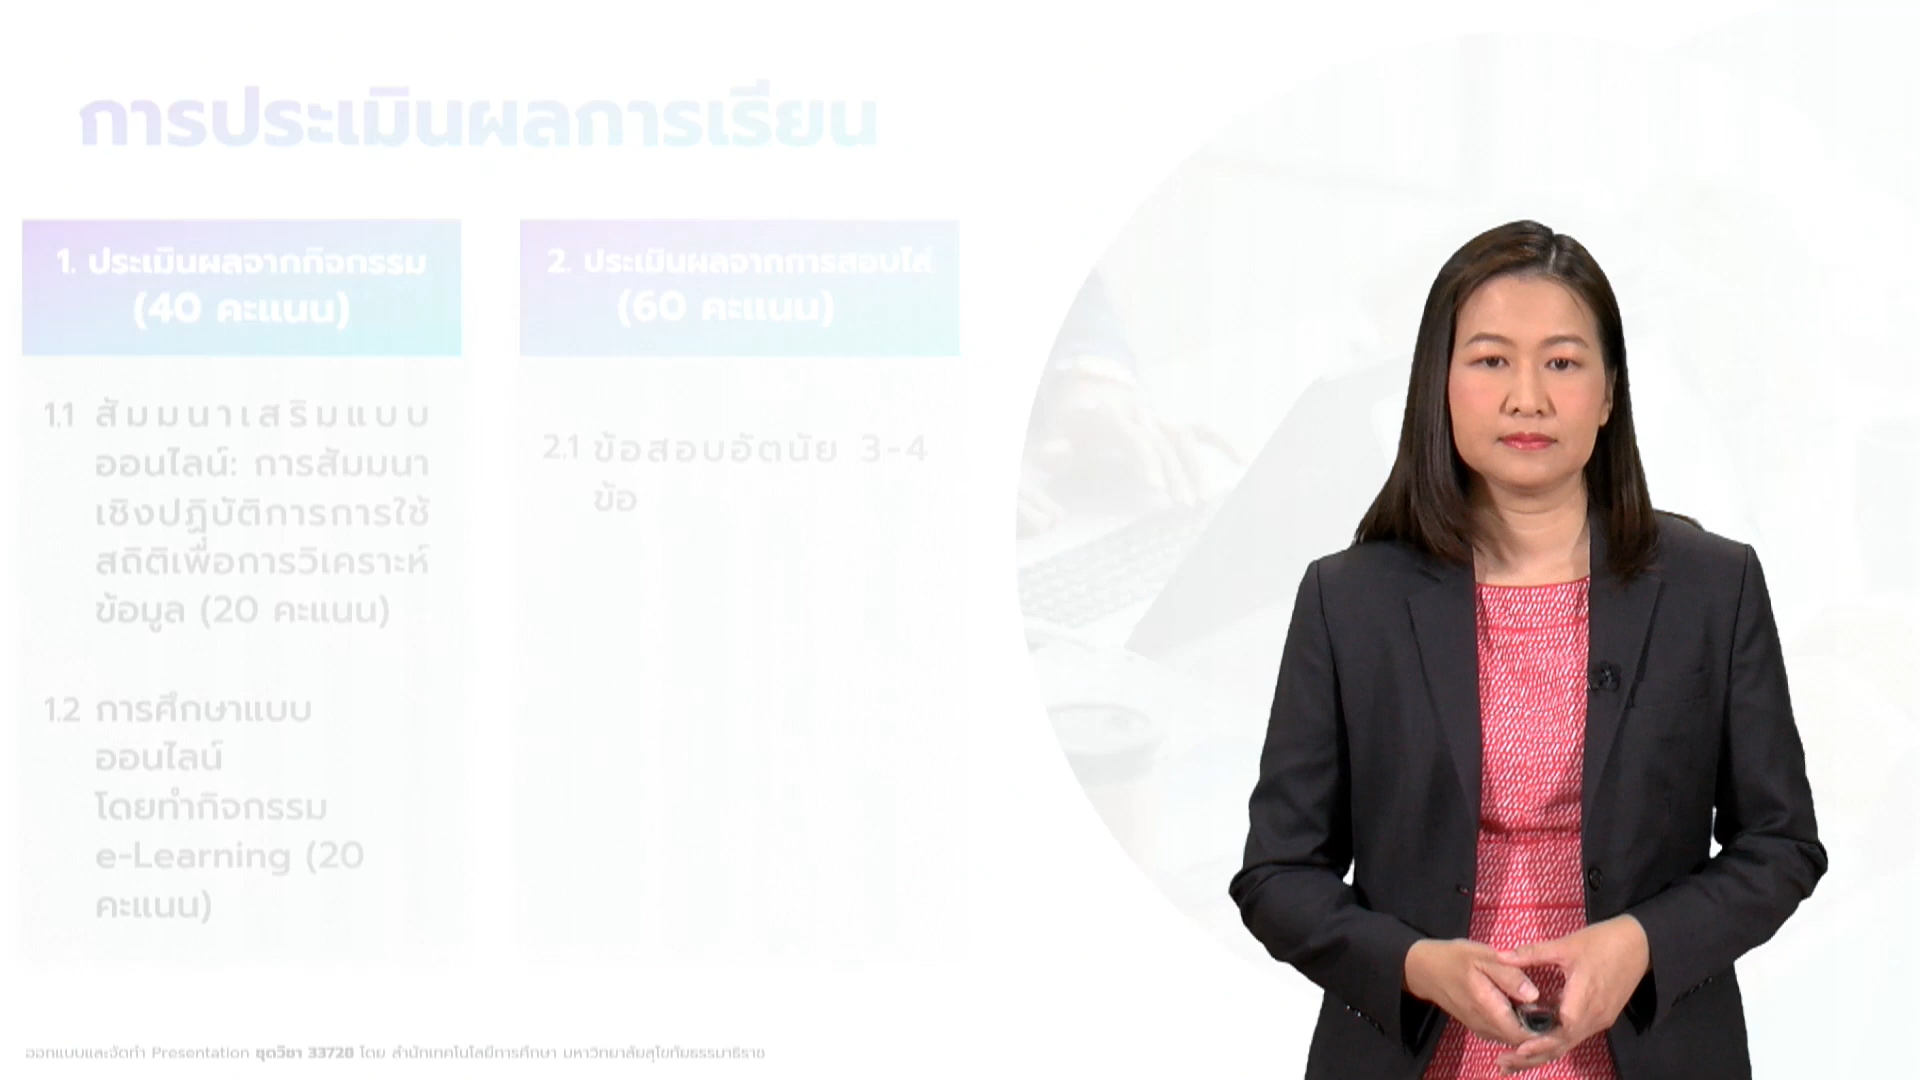 การประเมินผลการเรียน
1. ประเมินผลจากกิจกรรม
(40 คะแนน)
1.1 สัมมนาเสริมแบบ
ออนไลน์: การสัมมนา
เชิงปฏิบัติการการใช้
สถิติเพื่อการวิเคราะห์
ข้อมูล (20 คะแนน)
1.2 การศึกษาแบบ
ออนไลน์
โดยทำกิจกรรม
e-Learning (20
คะแนน)
2. ประเมินผลจากการสอบไล่
(60 คะแนน)
2.1 ข้อสอบอัตนัย 3-4
ข้อ
ออกแบบและจัดทำ Presentation ชุดวิชา 33728 โดย สำนักเทคโนโลยีการศึกษา มหาวิทยาลัยสุโขทัยธรรมาธิราช